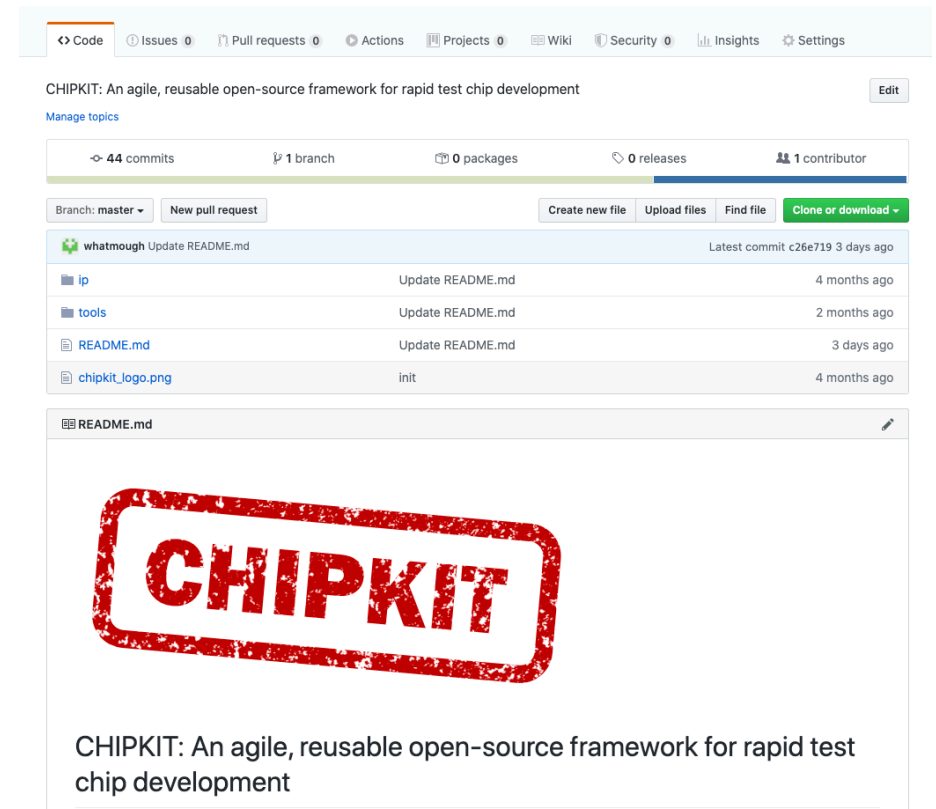 Code Issues 0 Pull requests 0 Actions Projects 0 Wiki Security 0 Insights Settings
CHIPKIT: An agile, reusable open-source framework for rapid test chip development Edit
Manage topics
44 commits 1 branch 0 packages 0 releases 1 contributor
Branch: master New pull request Create new file Upload files Find file Clone or download
whatmough Update README.md Latest commit c26e719 3 days ago
ip Update README.md 4 months ago
tools Update README.md 2 months ago
README.md Update README.md 3 days ago
chipkit_logo.png init 4 months ago
README.md
CHIPKIT
CHIPKIT: An agile, reusable open-source framework for rapid test
chip development